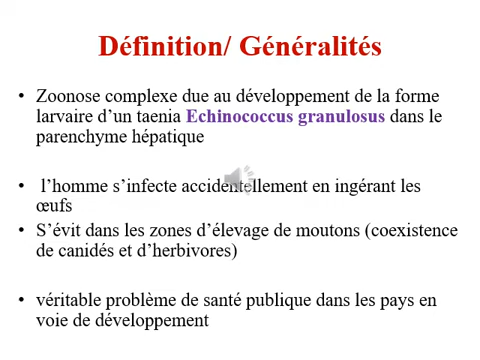 Définition/ Généralités
• Zoonose complexe due au développement de la forme
larvaire d’un taenia Echinococcus granulosus dans le
parenchyme hépatique
• l’homme s’infecte accidentellement en ingérant les
œufs
• S’évit dans les zones d’élevage de moutons (coexistence
de canidés et d’herbivores)
• véritable problème de santé publique dans les pays en
voie de développement